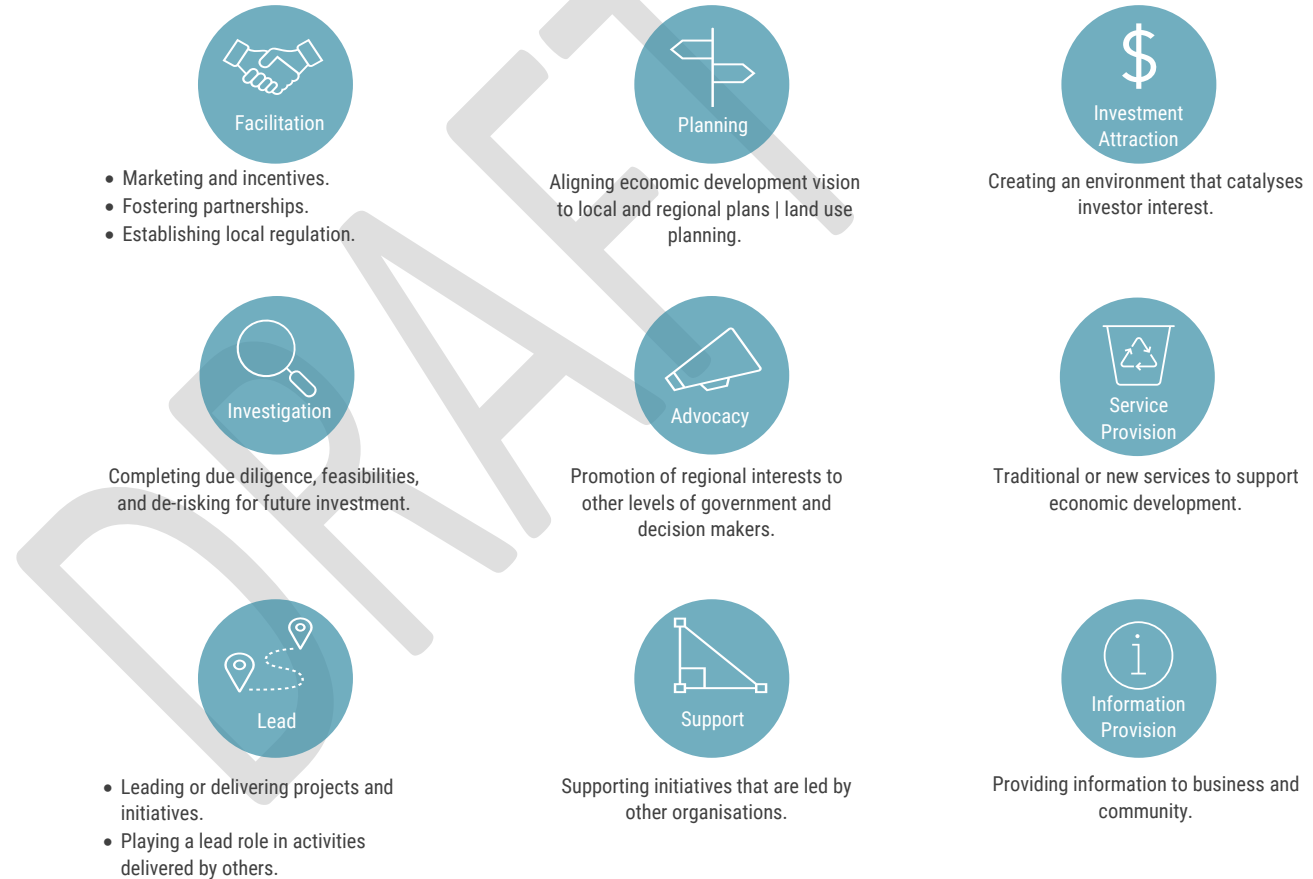 Facilitation
• Marketing and incentives.
• Fostering partnerships.
• Establishing local regulation.
Planning
Aligning economic development vision
to local and regional plans | land use
planning.
$
Investment
Attraction
Creating an environment that catalyses
investor interest.
Investigation
Completing due diligence, feasibilities,
and de-risking for future investment.
Advocacy
Promotion of regional interests to
other levels of government and
decision makers.
Service
Provision
Traditional or new services to support
economic development.
Lead
• Leading or delivering projects and
initiatives.
• Playing a lead role in activities
delivered by others.
Support
Supporting initiatives that are led by
other organisations.
i
Information
Provision
Providing information to business and
community.
DRAFT